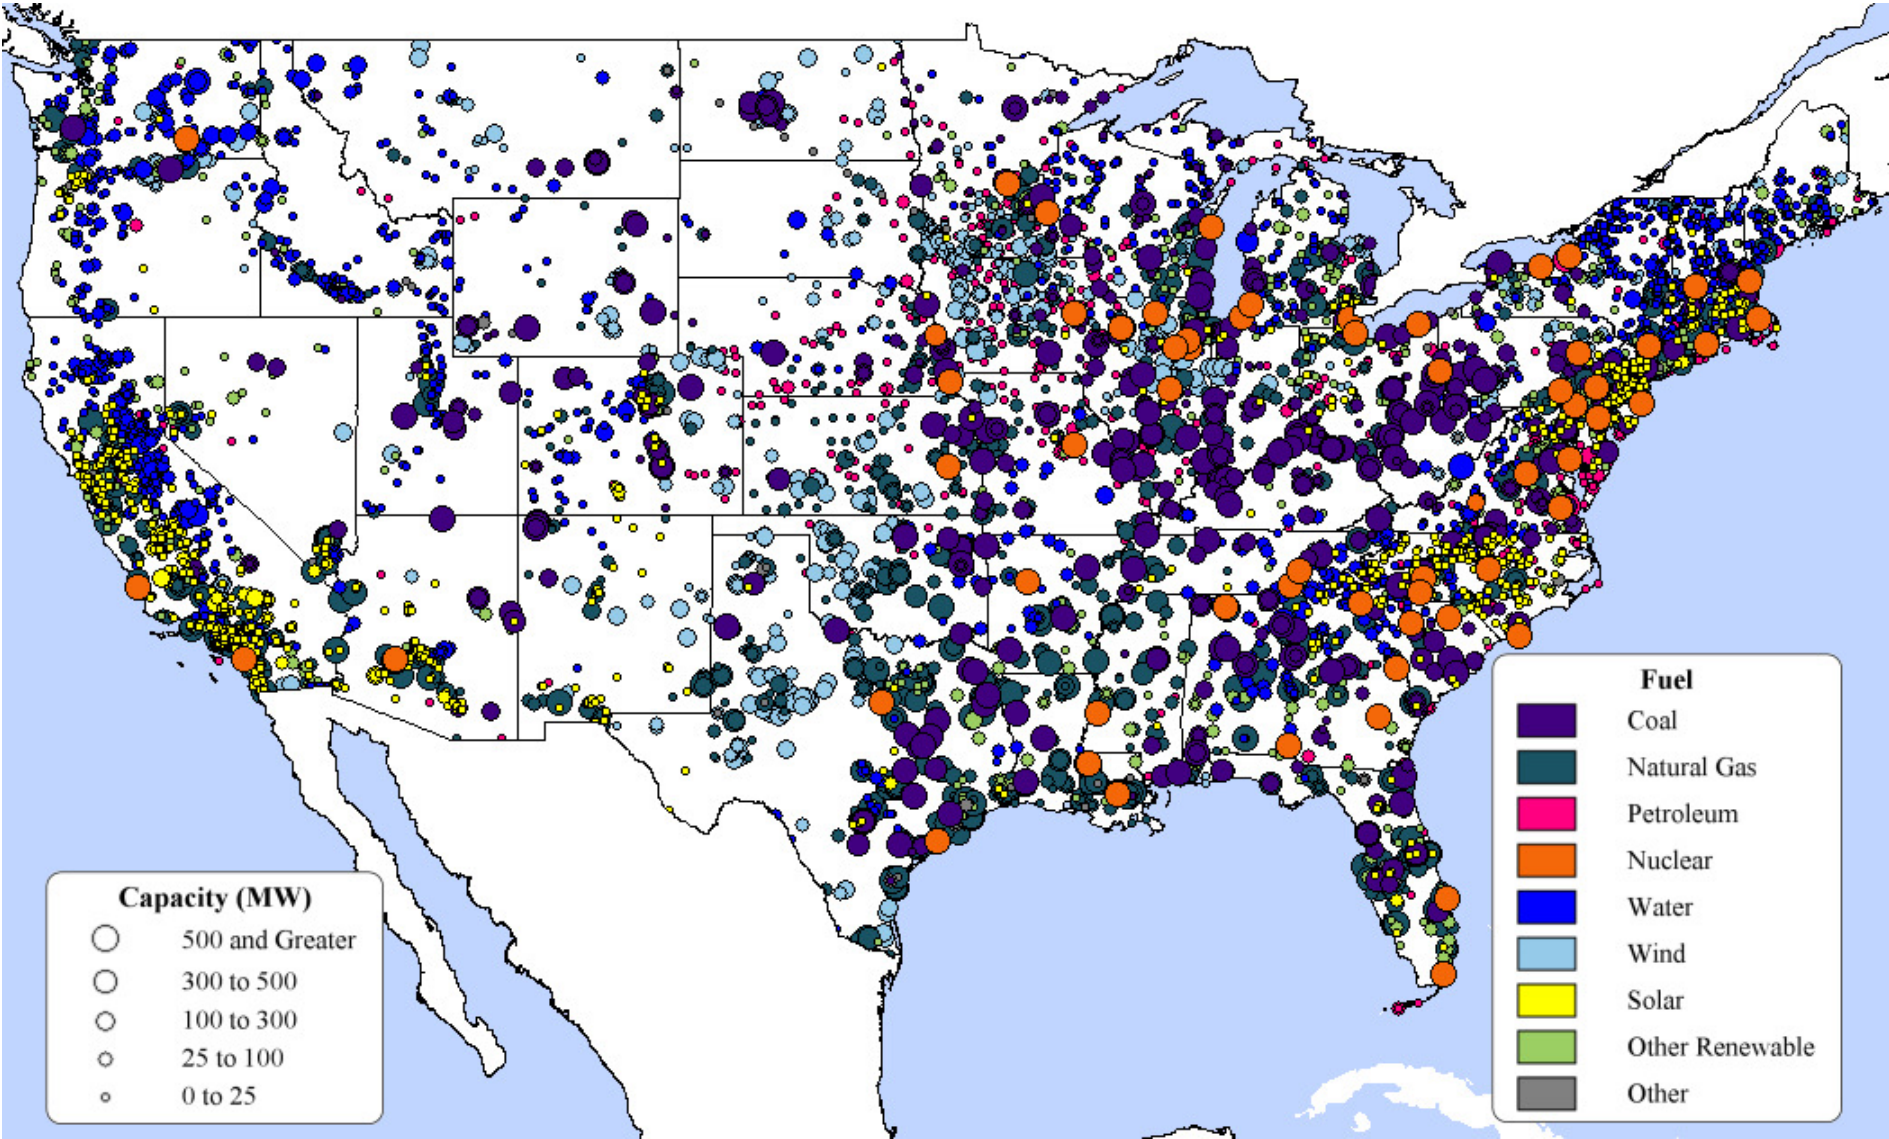 Fuel
Coal
Natural Gas
Petroleum
Nuclear
Water
Wind
Solar
Other Renewable
Other
Capacity (MW)
500 and Greater
300 to 500
100 to 300
25 to 100
0 to 25